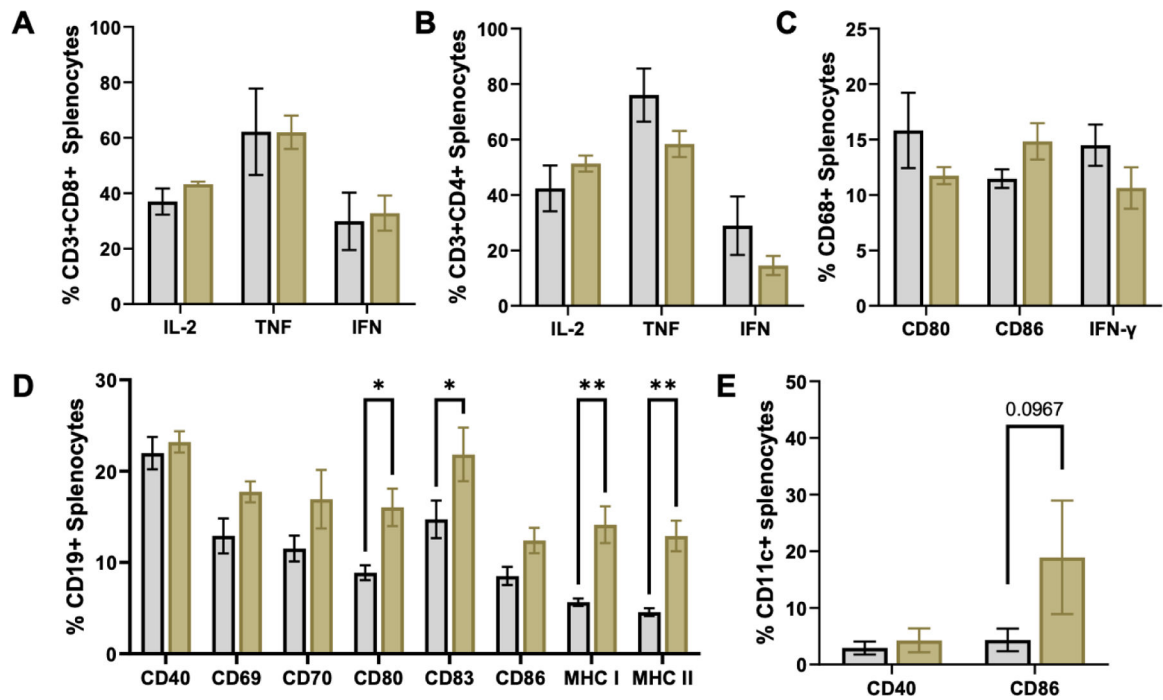 A
% CD3+CD8+ Splenocytes
100
80
60
40
20
0
IL-2 TNF IFN
B
% CD3+CD4+ Splenocytes
100
80
60
40
20
0
IL-2 TNF IFN
C
% CD68+ Splenocytes
25
20
15
10
5
0
CD80 CD86 IFN-γ
D
% CD19+ Splenocytes
30
20
10
0
* * ** **
CD40 CD69 CD70 CD80 CD83 CD86 MHC I MHC II
E
% CD11c+ splenocytes
50
40
30
20
10
0
0.0967
CD40 CD86